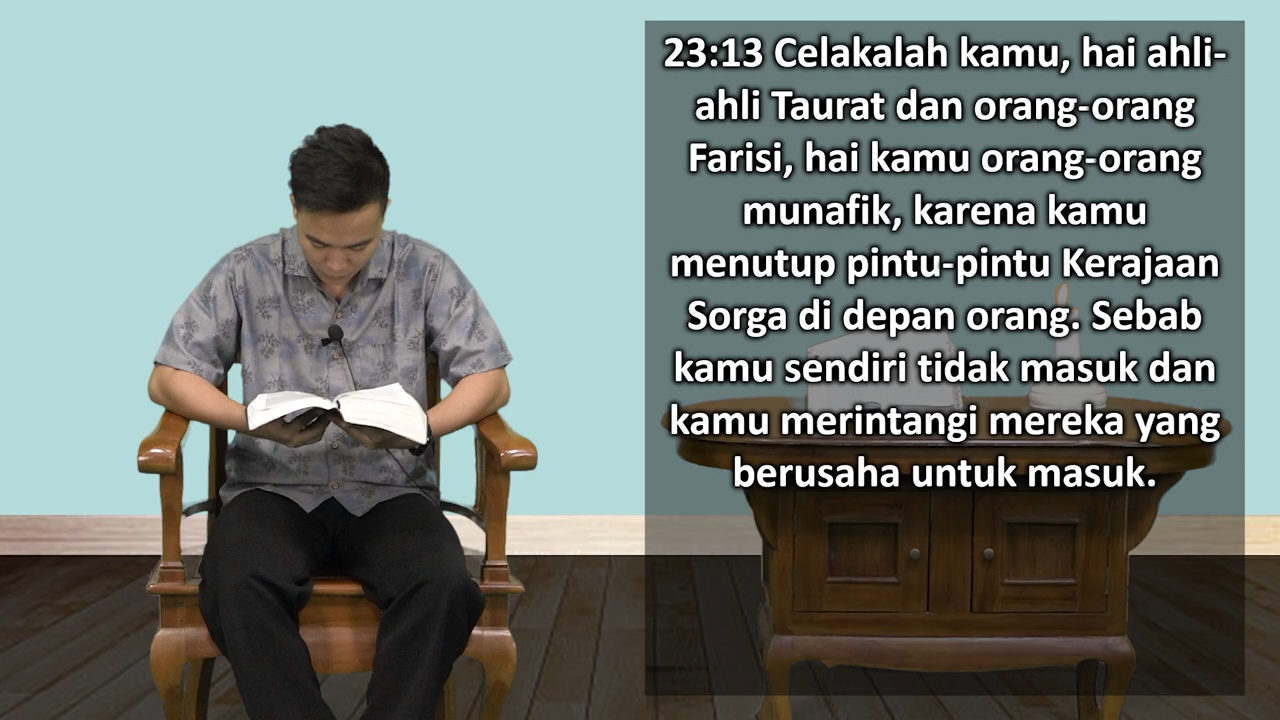 23:13 Celakalah kamu, hai ahli-
ahli Taurat dan orang-orang
Farisi, hai kamu orang-orang
munafik, karena kamu
menutup pintu-pintu Kerajaan
Sorga di depan orang. Sebab
kamu sendiri tidak masuk dan
kamu merintangi mereka yang
berusaha untuk masuk.